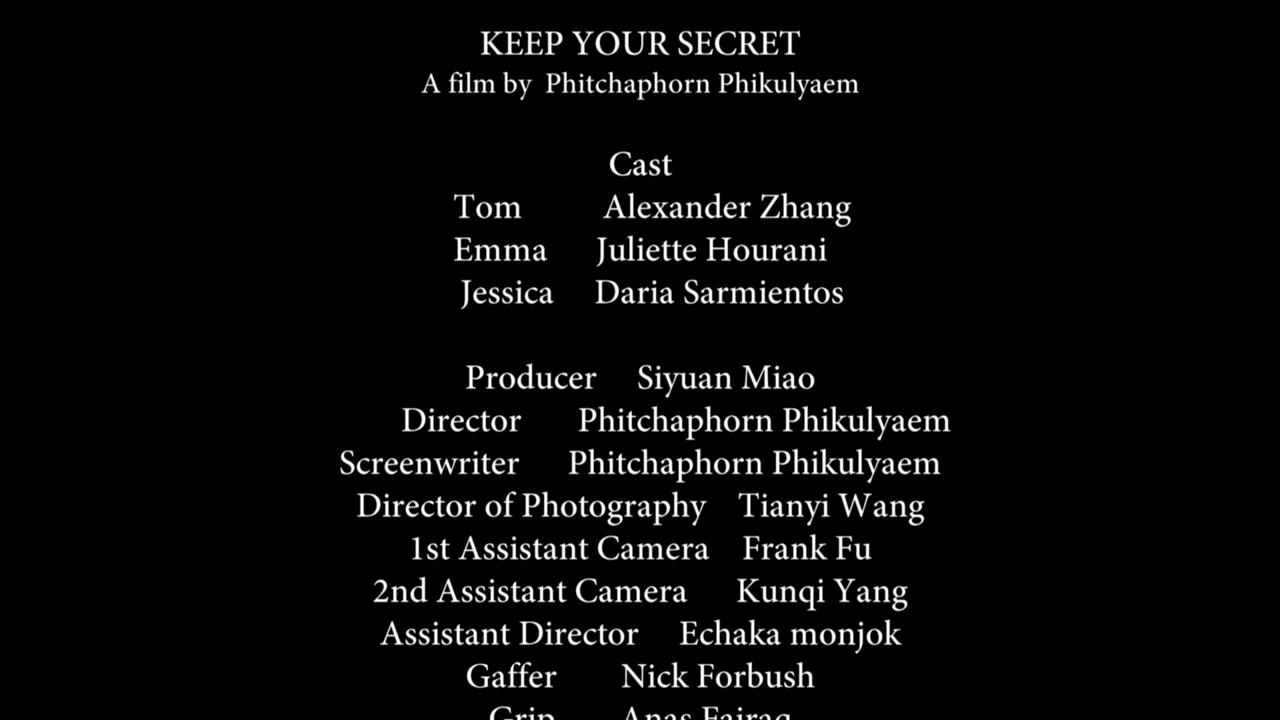 KEEP YOUR SECRET
A film by Phitchaphorn Phikulyaem
Cast
Tom Alexander Zhang
Emma Juliette Hourani
Jessica Daria Sarmientos
Producer Siyuan Miao
Director Phitchaphorn Phikulyaem
Screenwriter Phitchaphorn Phikulyaem
Director of Photography Tianyi Wang
1st Assistant Camera Frank Fu
2nd Assistant Camera Kunqi Yang
Assistant Director Echaka monjok
Gaffer Nick Forbush
Grip Anas